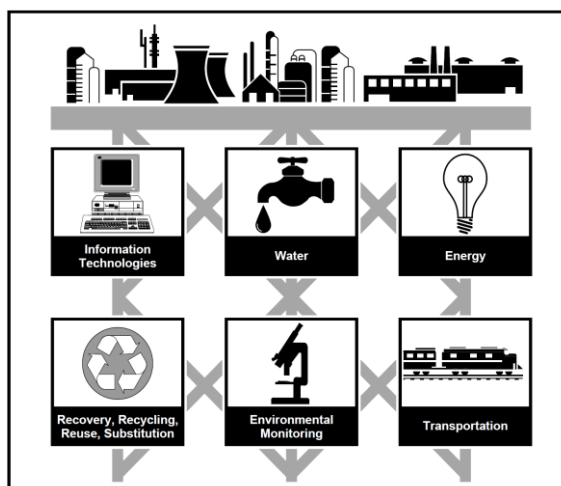 Information
Technologies
Water
Energy
Recovery, Recycling,
Reuse, Substitution
Environmental
Monitoring
Transportation